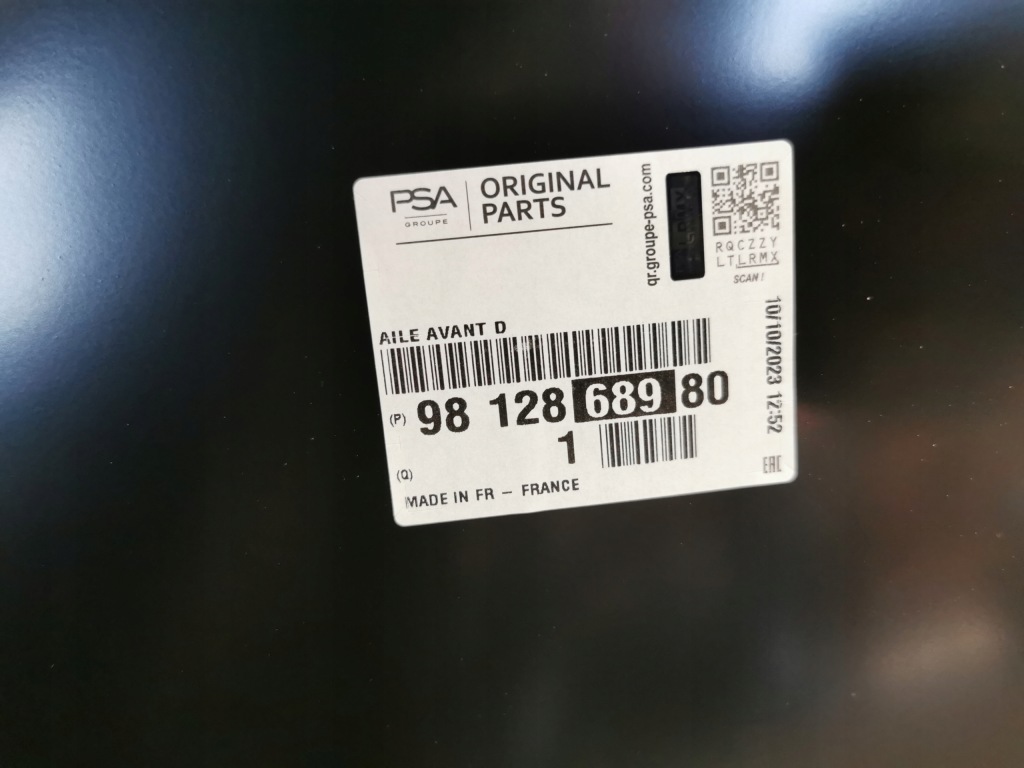 PSA
GROUPE
ORIGINAL
PARTS
qr.groupe-psa.com
RQCZZY
LTLRMX
SCAN!
10/10/2023 12:52
AILE AVANT D
(P) 98 128 689 80
1
(Q)
MADE IN FR – FRANCE
EAC